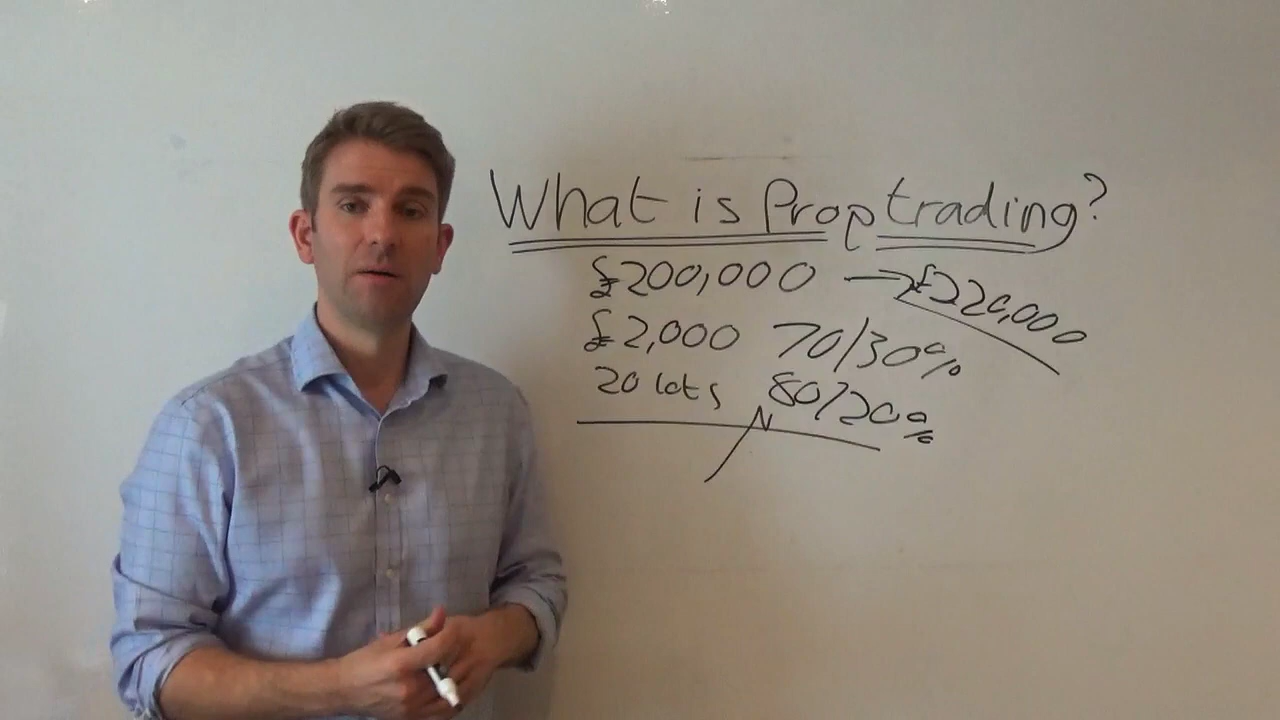 What is Prop trading?
£200,000 → £220,000
£2,000 70/30%
20 lots 80/20%